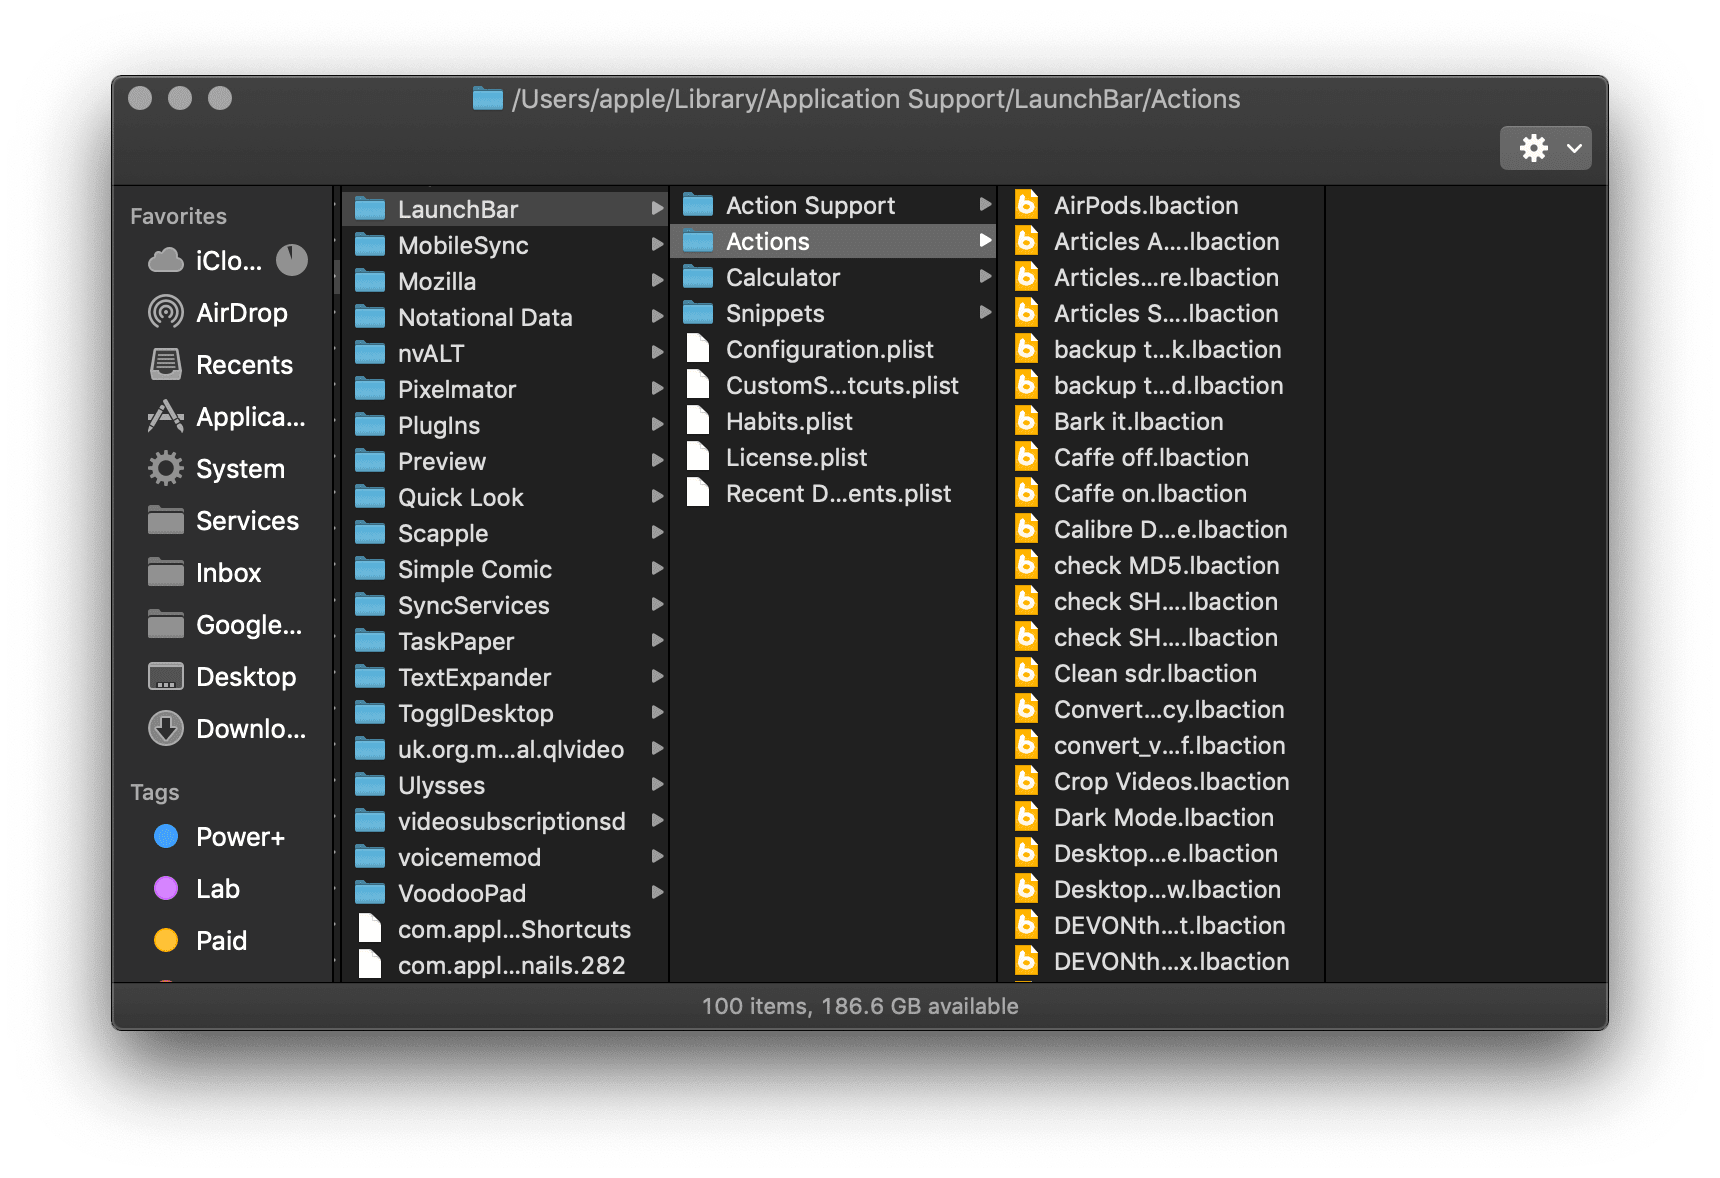 /Users/apple/Library/Application Support/LaunchBar/Actions
Favorites
iClo...
AirDrop
Recents
Applica...
System
Services
Inbox
Google...
Desktop
Downlo...
Tags
Power+
Lab
Paid
LaunchBar
MobileSync
Mozilla
Notational Data
nvALT
Pixelmator
PlugIns
Preview
Quick Look
Scapple
Simple Comic
SyncServices
TaskPaper
TextExpander
TogglDesktop
uk.org.m...al.qlvideo
Ulysses
videosubscriptionsd
voicememod
VoodooPad
com.appl...Shortcuts
com.appl...nails.282
Action Support
Actions
Calculator
Snippets
Configuration.plist
CustomS...tcuts.plist
Habits.plist
License.plist
Recent D...ents.plist
AirPods.lbaction
Articles A....lbaction
Articles...re.lbaction
Articles S....lbaction
backup t...k.lbaction
backup t...d.lbaction
Bark it.lbaction
Caffe off.lbaction
Caffe on.lbaction
Calibre D...e.lbaction
check MD5.lbaction
check SH....lbaction
check SH....lbaction
Clean sdr.lbaction
Convert...cy.lbaction
convert_v...f.lbaction
Crop Videos.lbaction
Dark Mode.lbaction
Desktop...e.lbaction
Desktop...w.lbaction
DEVONth...t.lbaction
DEVONth...x.lbaction
100 items, 186.6 GB available